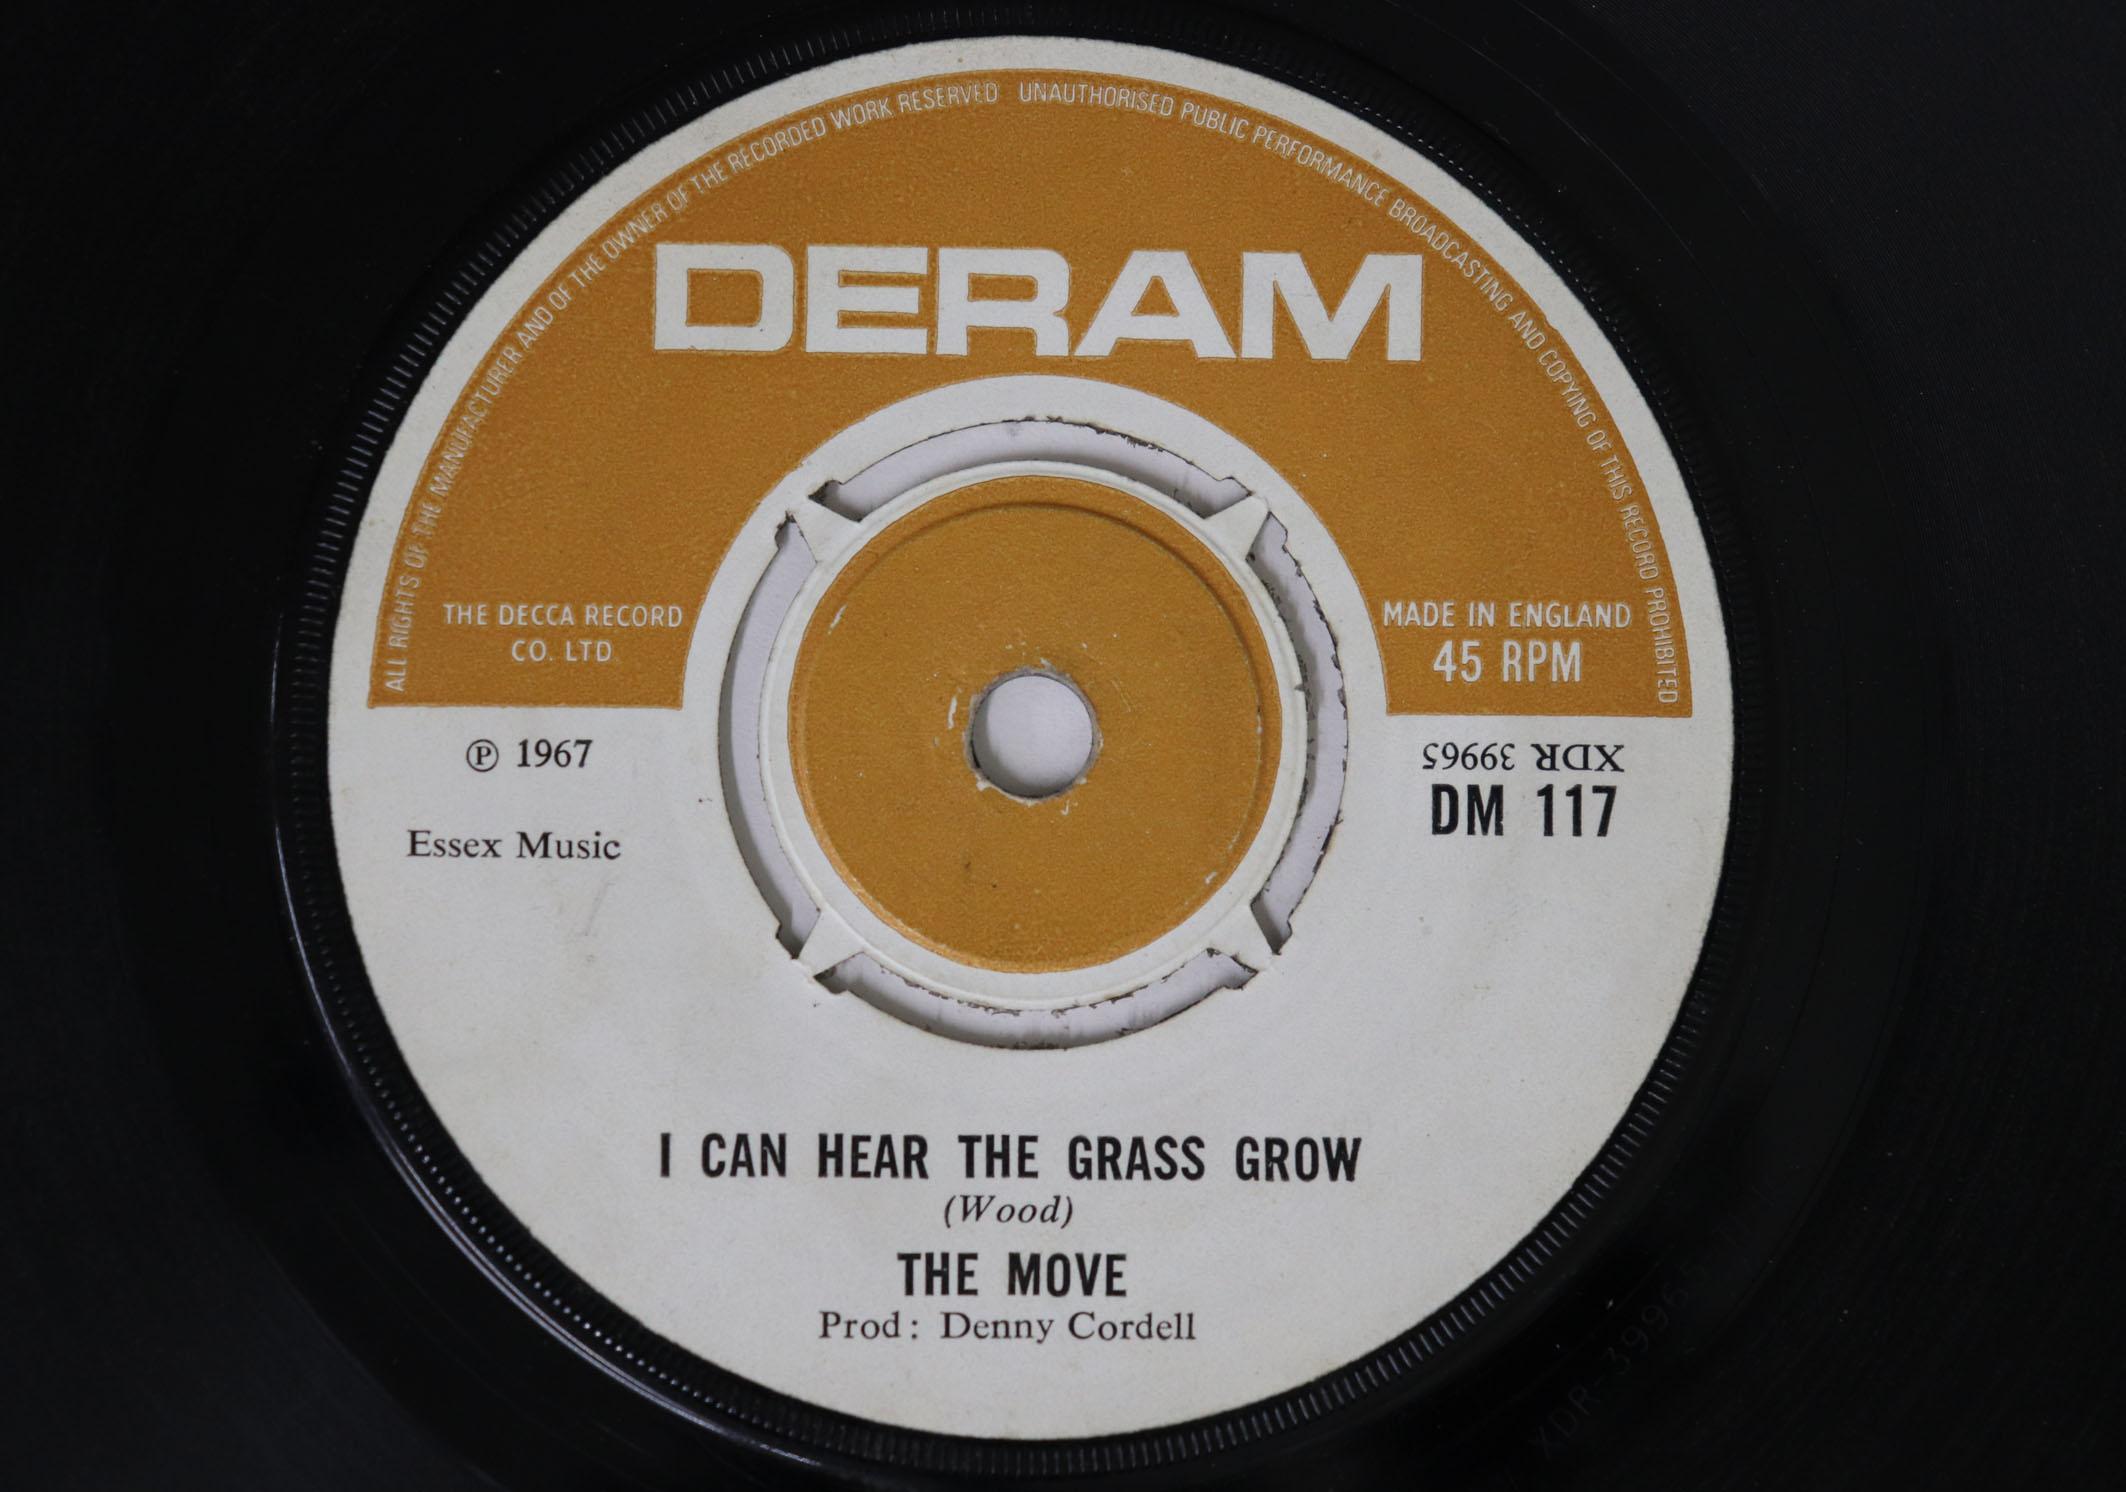 ALL RIGHTS OF THE MANUFACTURER AND OF THE OWNER OF THE RECORDED WORK RESERVED UNAUTHORISED PUBLIC PERFORMANCE BROADCASTING AND COPYING OF THIS RECORD PROHIBITED
DERAM
THE DECCA RECORD
CO. LTD
MADE IN ENGLAND
45 RPM
℗ 1967
Essex Music
XDR 39965
DM 117
I CAN HEAR THE GRASS GROW
(Wood)
THE MOVE
Prod: Denny Cordell